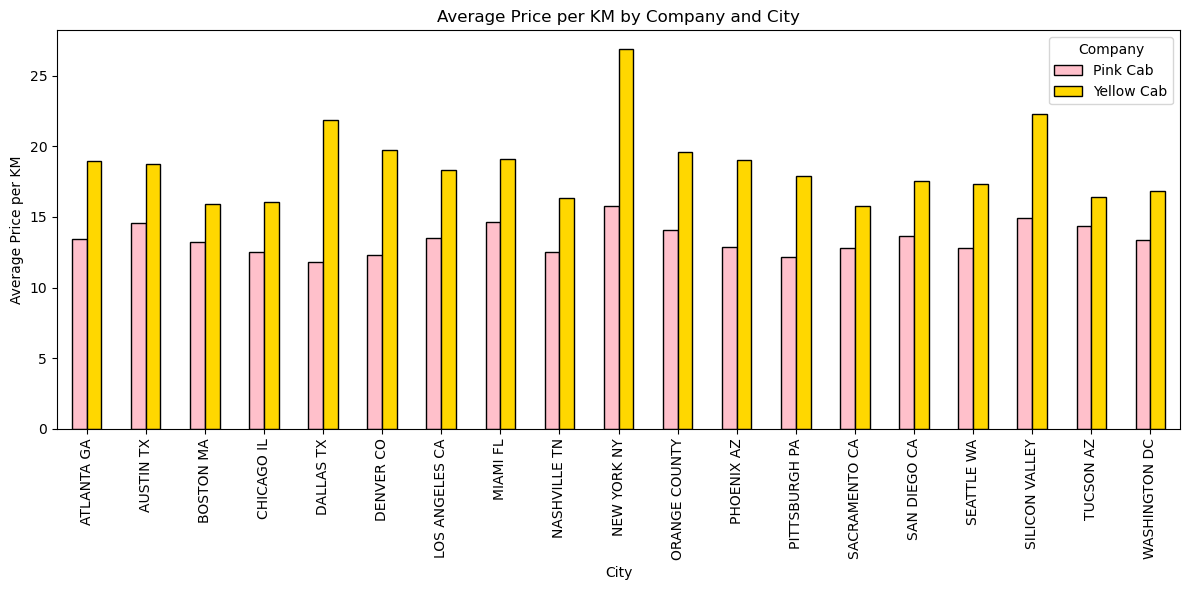 Average Price per KM by Company and City
Company
Pink Cab
Yellow Cab
Average Price per KM
25
20
15
10
5
0
ATLANTA GA
AUSTIN TX
BOSTON MA
CHICAGO IL
DALLAS TX
DENVER CO
LOS ANGELES CA
MIAMI FL
NASHVILLE TN
NEW YORK NY
ORANGE COUNTY
PHOENIX AZ
PITTSBURGH PA
SACRAMENTO CA
SAN DIEGO CA
SEATTLE WA
SILICON VALLEY
TUCSON AZ
WASHINGTON DC
City